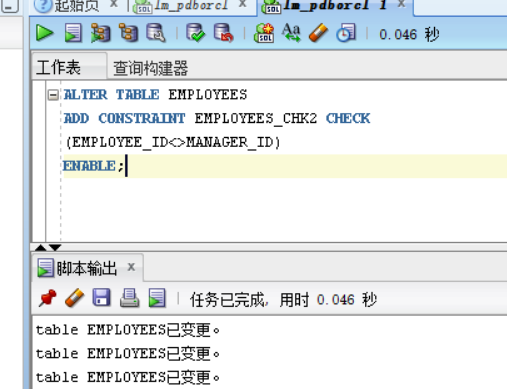 起始页 x lm_pdborcl x lm_pdborcl 1 x
0.046 秒
工作表 查询构建器
ALTER TABLE EMPLOYEES
ADD CONSTRAINT EMPLOYEES_CHK2 CHECK
(EMPLOYEE_ID<>MANAGER_ID)
ENABLE;
脚本输出 x
任务已完成, 用时 0.046 秒
table EMPLOYEES已变更。
table EMPLOYEES已变更。
table EMPLOYEES已变更。